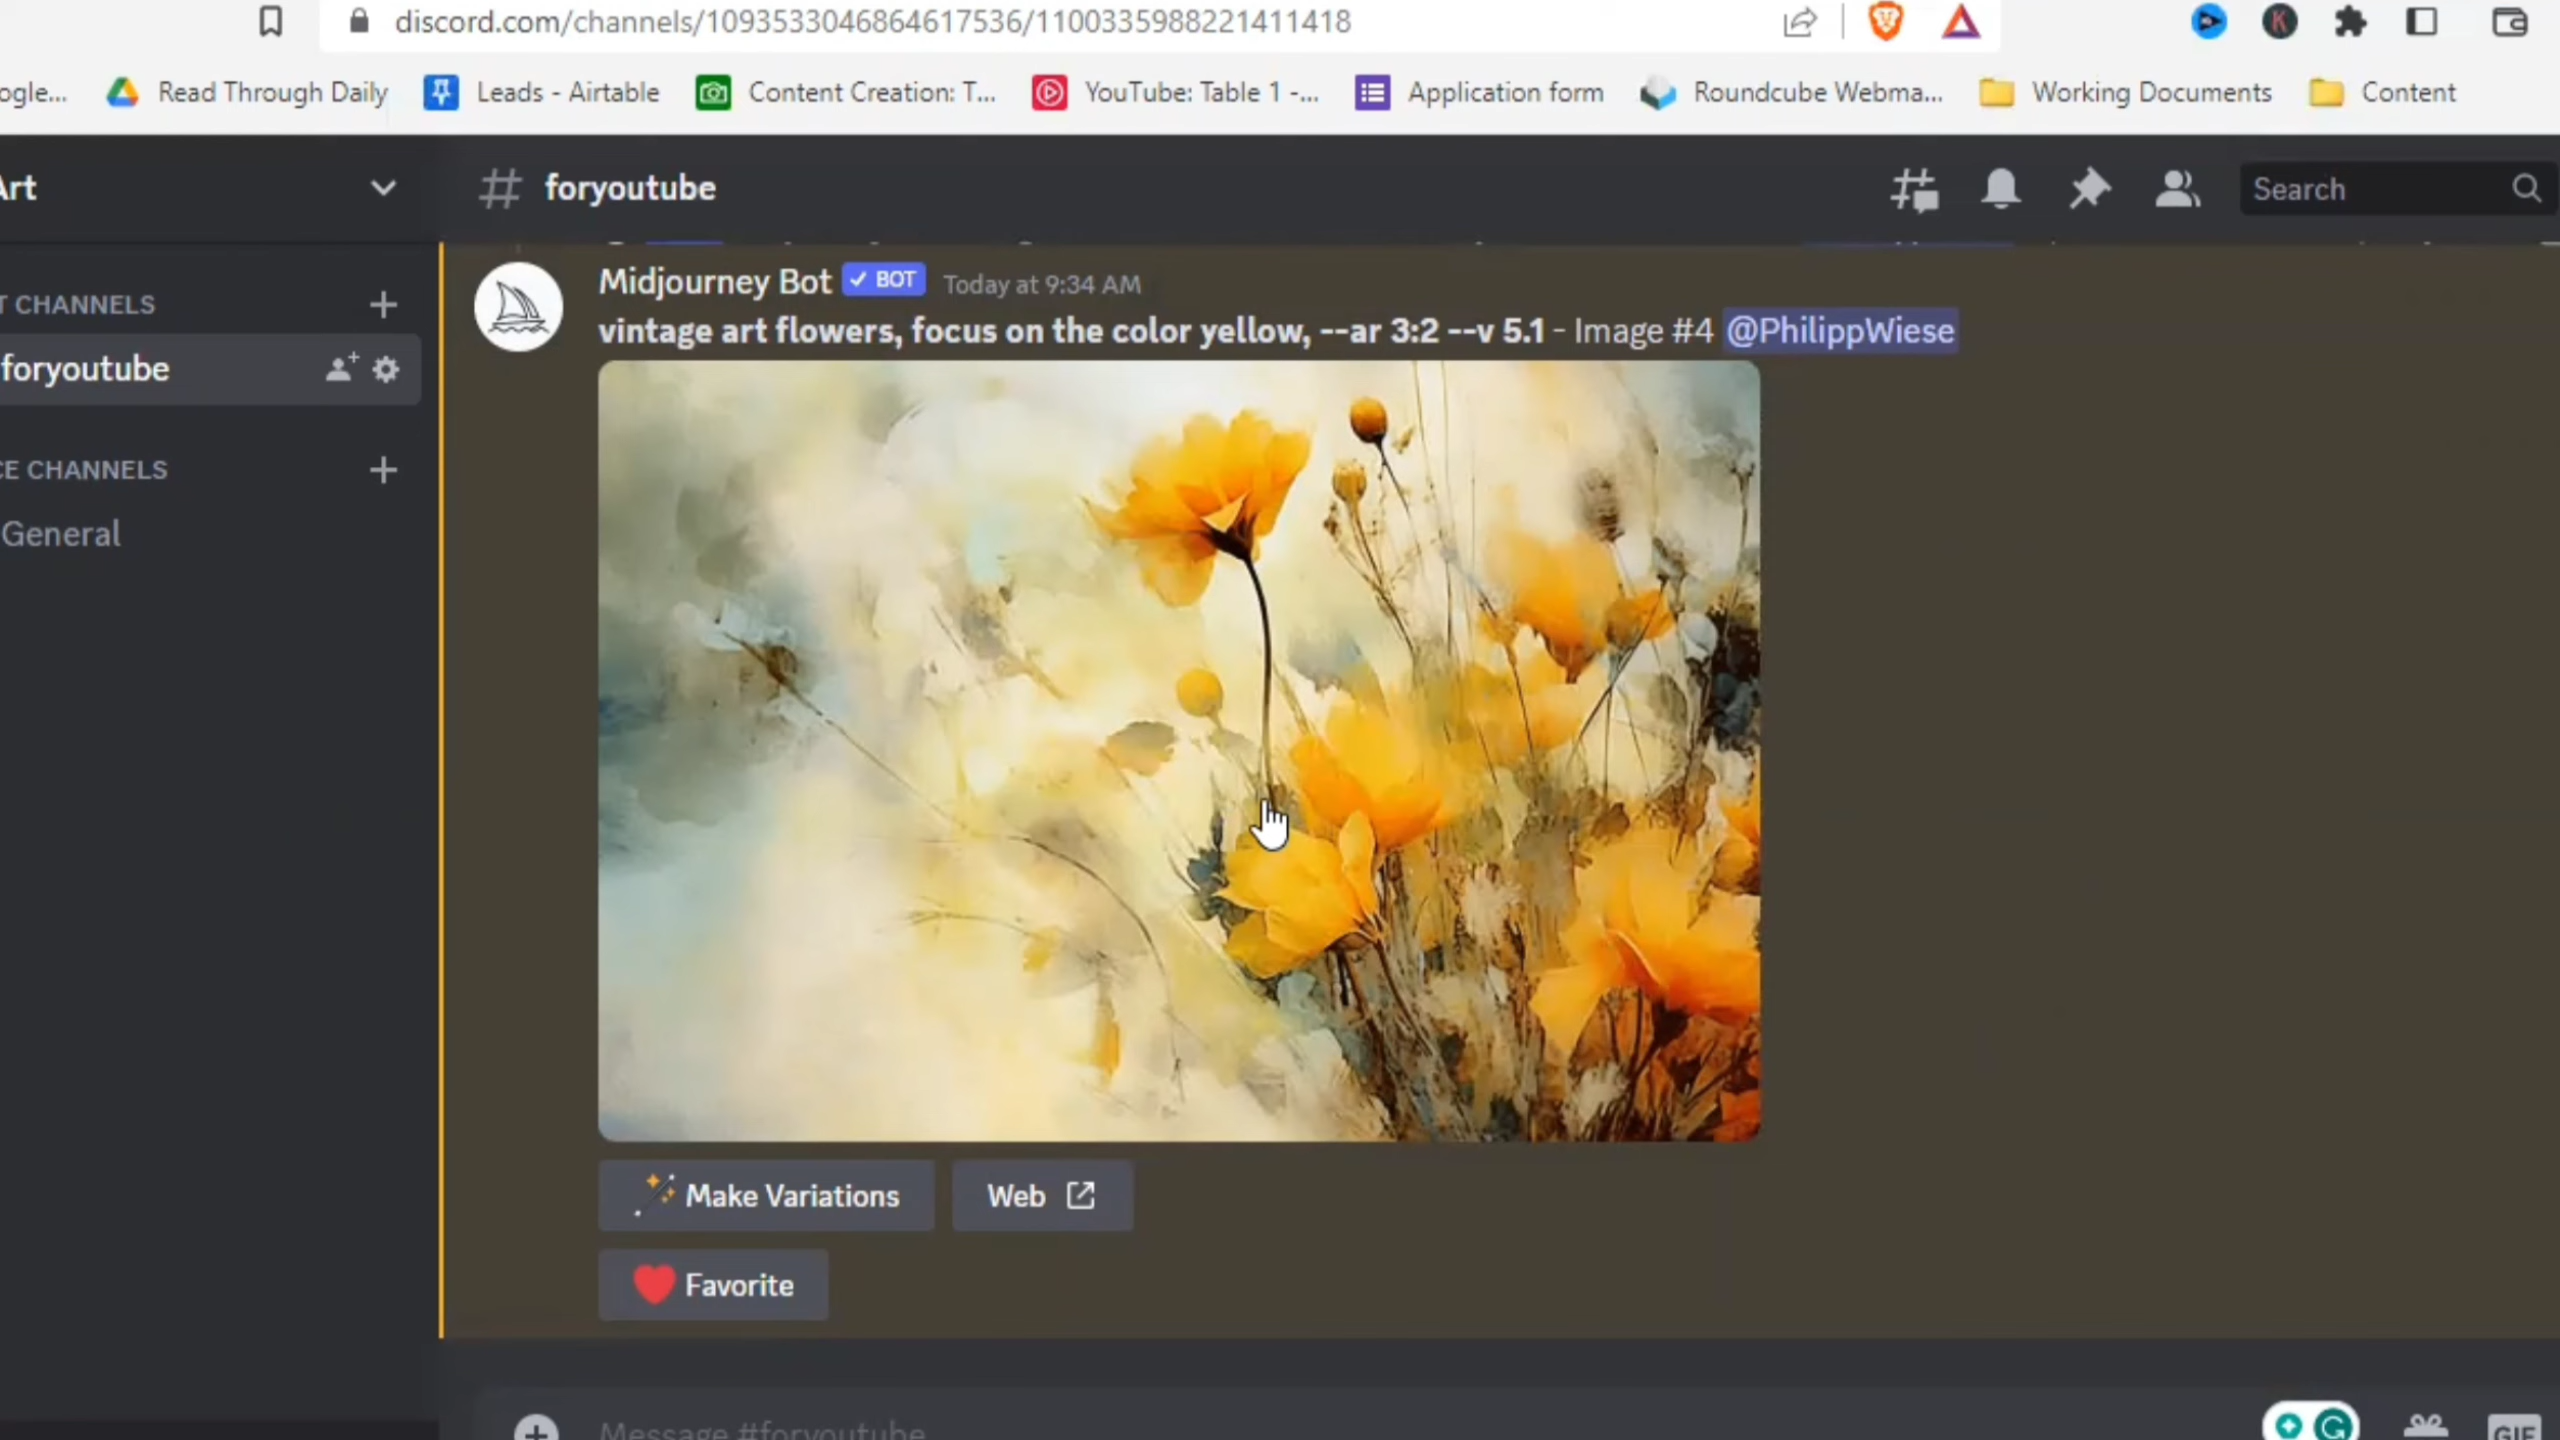 discord.com/channels/1093533046864617536/1100335988221411418
ogle... Read Through Daily Leads - Airtable Content Creation: T... YouTube: Table 1 -... Application form Roundcube Webma... Working Documents Content
Art
# foryoutube
Search
T CHANNELS
foryoutube
CE CHANNELS
General
Midjourney Bot ✓ BOT Today at 9:34 AM
vintage art flowers, focus on the color yellow, --ar 3:2 --v 5.1 - Image #4 @PhilippWiese
Make Variations
Web
Favorite
Message #foryoutube
GIF